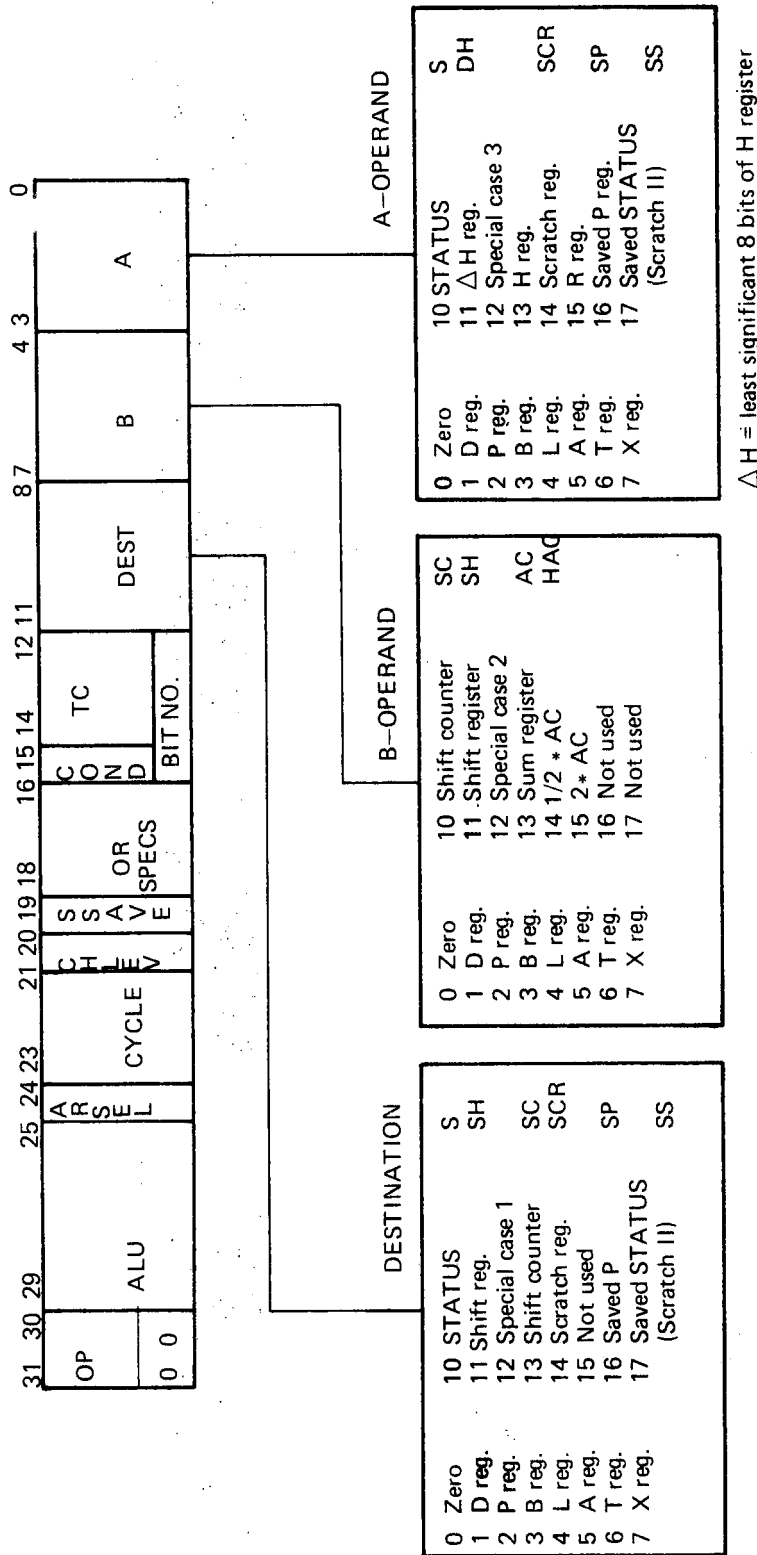 31 30 29 25 24 23 21 20 19 18 16 15 14 12 11 8 7 4 3 0
OP
0 0
ALU
ARSEL
CYCLE
CHLEV
SSAVE
OR
SPECS
COND
TC
BIT NO.
DEST
B
A
DESTINATION
0 Zero 10 STATUS S
1 D reg. 11 Shift reg. SH
2 P reg. 12 Special case 1
3 B reg. 13 Shift counter SC
4 L reg. 14 Scratch reg. SCR
5 A reg. 15 Not used
6 T reg. 16 Saved P SP
7 X reg. 17 Saved STATUS
(Scratch II) SS
B-OPERAND
0 Zero 10 Shift counter SC
1 D reg. 11 Shift register SH
2 P reg. 12 Special case 2
3 B reg. 13 Sum register AC
4 L reg. 14 1/2 * AC HAC
5 A reg. 15 2* AC
6 T reg. 16 Not used
7 X reg. 17 Not used
A-OPERAND
0 Zero 10 STATUS S
1 D reg. 11 △H reg. DH
2 P reg. 12 Special case 3
3 B reg. 13 H reg.
4 L reg. 14 Scratch reg. SCR
5 A reg. 15 R reg.
6 T reg. 16 Saved P reg. SP
7 X reg. 17 Saved STATUS
(Scratch II) SS
△H = least significant 8 bits of H register